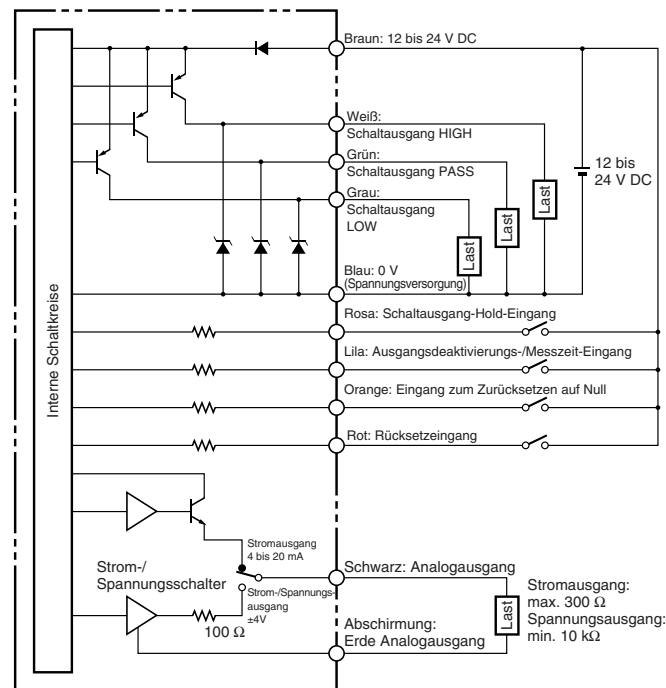 Braun: 12 bis 24 V DC
Weiß:
Schaltausgang HIGH
Grün:
Schaltausgang PASS
Grau:
Schaltausgang
LOW
Last
Last
Last
12 bis
24 V DC
Blau: 0 V
(Spannungsversorgung)
Interne Schaltkreise
Rosa: Schaltausgang-Hold-Eingang
Lila: Ausgangsdeaktivierungs-/Messzeit-Eingang
Orange: Eingang zum Zurücksetzen auf Null
Rot: Rücksetzeingang
Stromausgang
4 bis 20 mA
Strom-/
Spannungsschalter
Strom-/Spannungs-
ausgang
±4V
100 Ω
Schwarz: Analogausgang
Abschirmung:
Erde Analogausgang
Last
Stromausgang:
max. 300 Ω
Spannungsausgang:
min. 10 kΩ